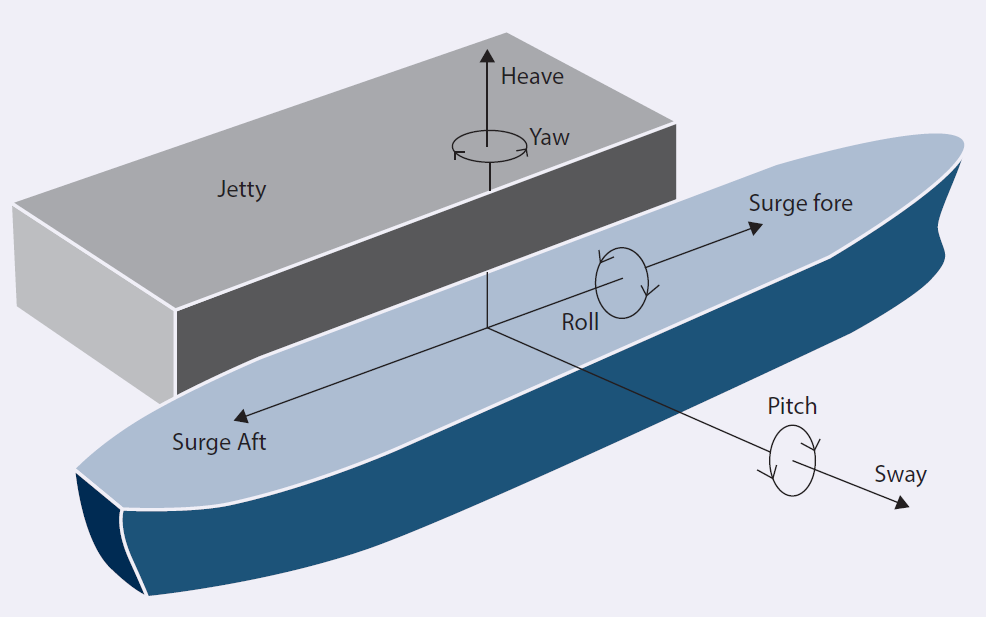 Heave
Yaw
Jetty
Surge fore
Roll
Surge Aft
Pitch
Sway